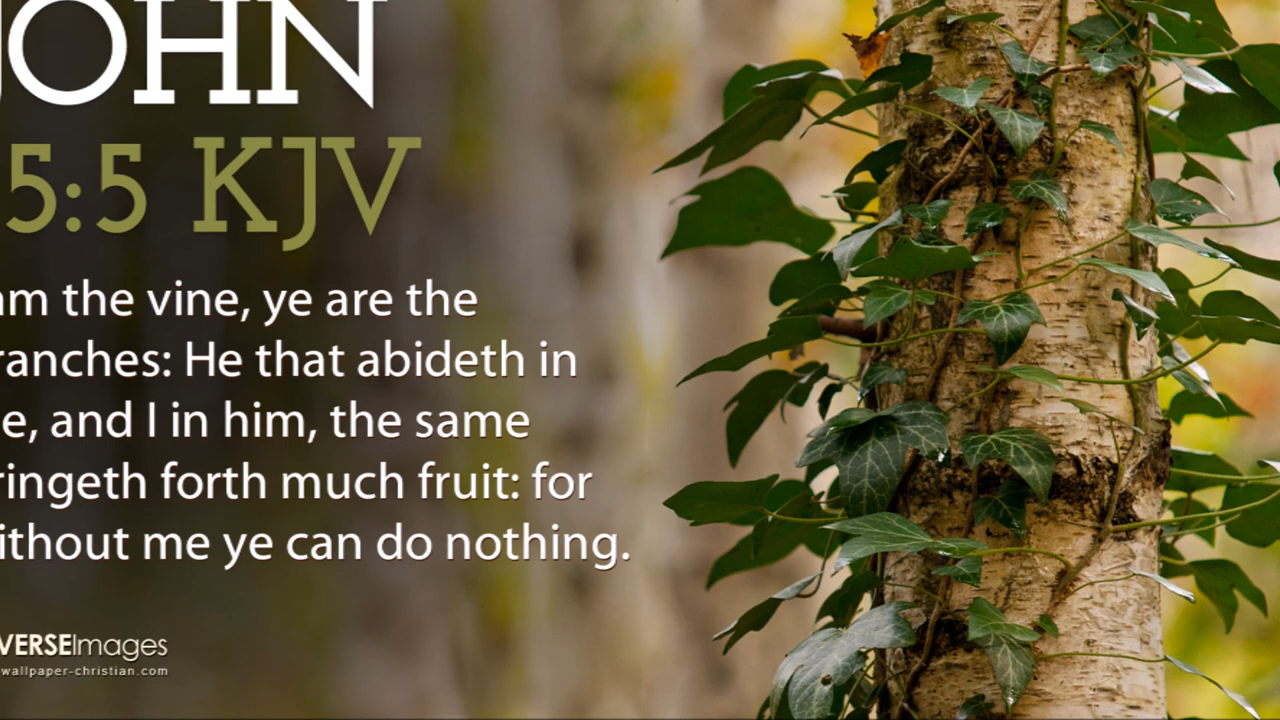 JOHN
5:5 KJV
am the vine, ye are the
ranches: He that abideth in
e, and I in him, the same
ringeth forth much fruit: for
ithout me ye can do nothing.
VERSEImages
wallpaper-christian.com